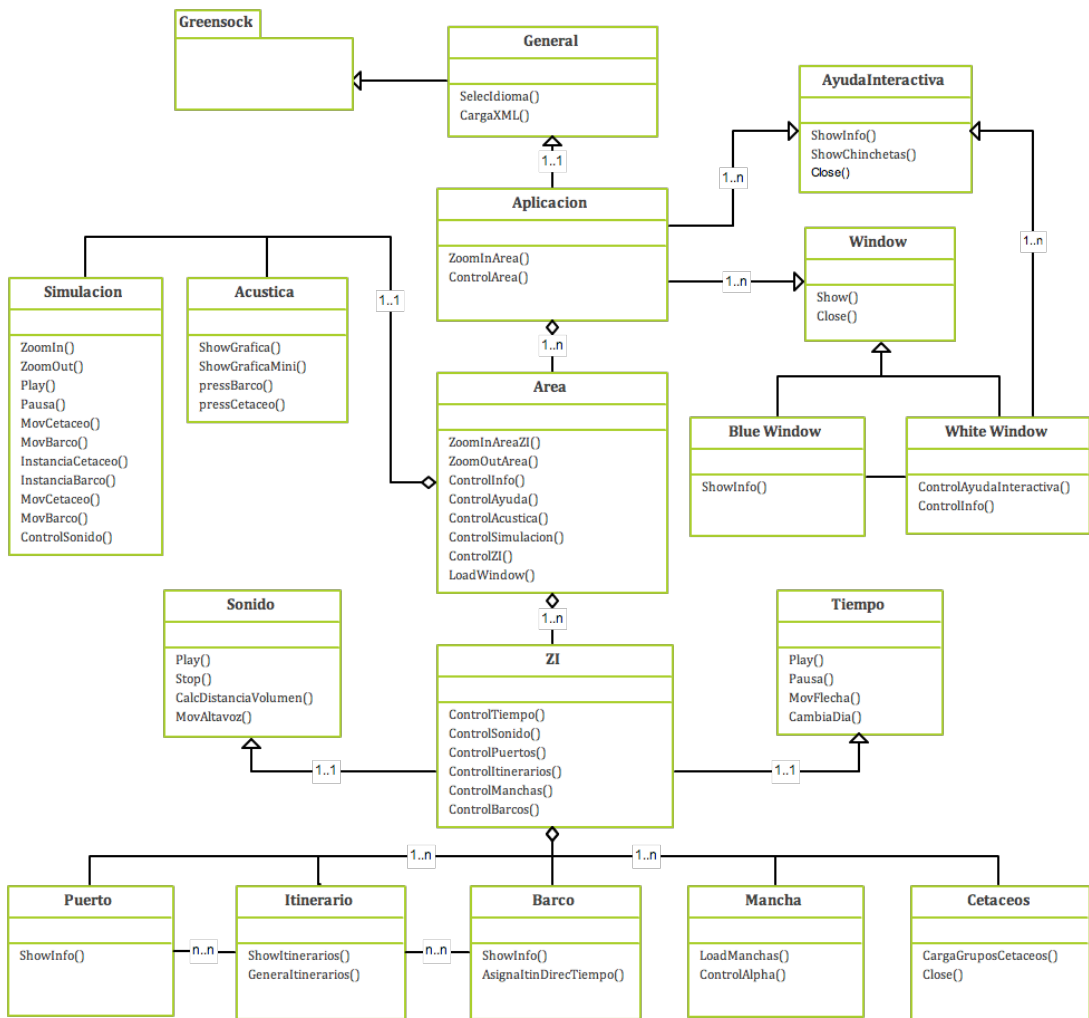 Greensock
General
SelecIdioma()
CargaXML()
AyudaInteractiva
ShowInfo()
ShowChinchetas()
Close()
1..1
1..n
Aplicacion
ZoomInArea()
ControlArea()
1..n
Window
Show()
Close()
1..n
Simulacion
ZoomIn()
ZoomOut()
Play()
Pausa()
MovCetaceo()
MovBarco()
InstanciaCetaceo()
InstanciaBarco()
MovCetaceo()
MovBarco()
ControlSonido()
Acustica
ShowGrafica()
ShowGraficaMini()
pressBarco()
pressCetaceo()
1..1
1..n
Area
ZoomInAreaZI()
ZoomOutArea()
ControlInfo()
ControlAyuda()
ControlAcustica()
ControlSimulacion()
ControlZI()
LoadWindow()
Blue Window
ShowInfo()
White Window
ControlAyudaInteractiva()
ControlInfo()
Sonido
Play()
Stop()
CalcDistanciaVolumen()
MovAltavoz()
1..n
ZI
ControlTiempo()
ControlSonido()
ControlPuertos()
ControlItinerarios()
ControlManchas()
ControlBarcos()
Tiempo
Play()
Pausa()
MovFlecha()
CambiaDia()
1..1
1..1
1..n
1..n
Puerto
ShowInfo()
n..n
Itinerario
ShowItinerarios()
GeneraItinerarios()
n..n
Barco
ShowInfo()
AsignaItinDirecTiempo()
Mancha
LoadManchas()
ControlAlpha()
Cetaceos
CargaGruposCetaceos()
Close()